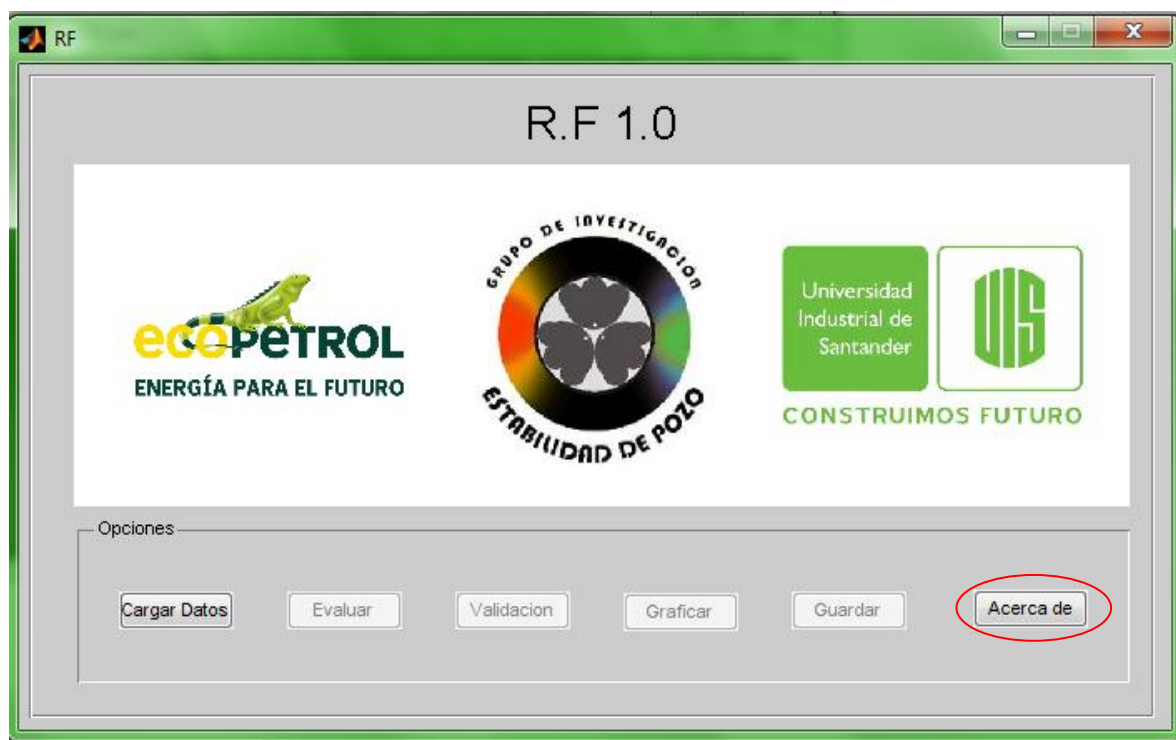 RF
R.F 1.0
ecopetrol
ENERGÍA PARA EL FUTURO
GRUPO DE INVESTIGACIÓN
ESTABILIDAD DE POZO
Universidad
Industrial de
Santander
UIS
CONSTRUIMOS FUTURO
Opciones
Cargar Datos
Evaluar
Validacion
Graficar
Guardar
Acerca de